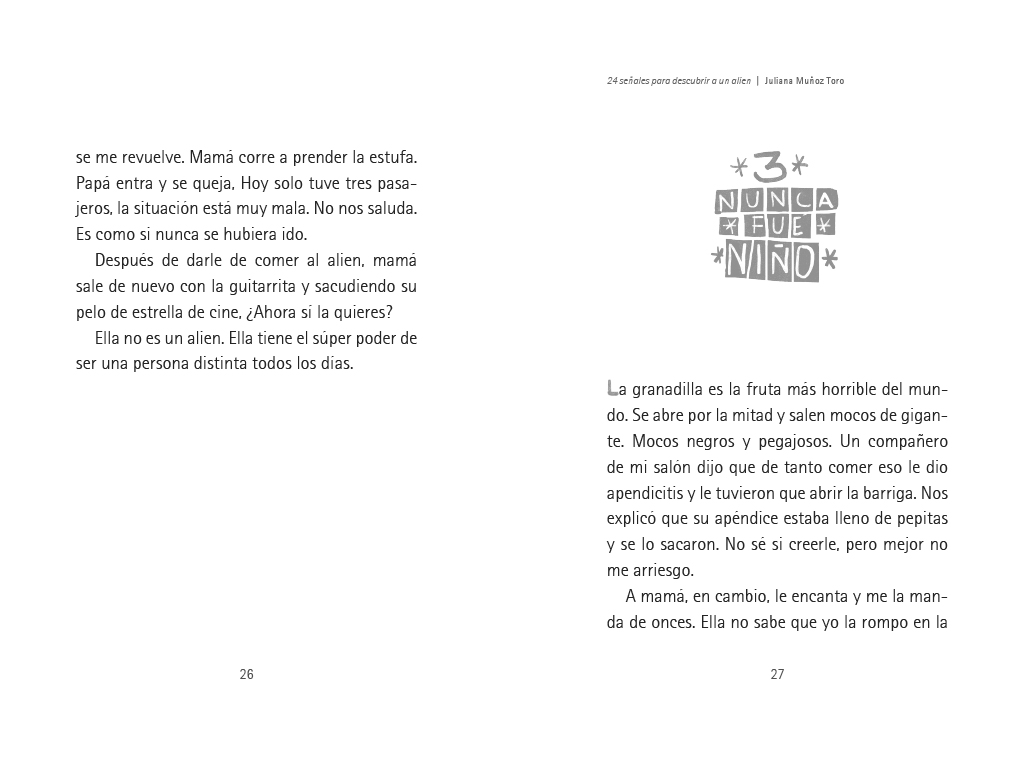 se me revuelve. Mamá corre a prender la estufa.
Papá entra y se queja, Hoy solo tuve tres pasa-
jeros, la situación está muy mala. No nos saluda.
Es como si nunca se hubiera ido.
Después de darle de comer al alien, mamá
sale de nuevo con la guitarrita y sacudiendo su
pelo de estrella de cine, ¿Ahora sí la quieres?
Ella no es un alien. Ella tiene el súper poder de
ser una persona distinta todos los días.
26
24 señales para descubrir a un alien | Juliana Muñoz Toro
*3*
NUNCA
*FUE*
*NIÑO*
La granadilla es la fruta más horrible del mun-
do. Se abre por la mitad y salen mocos de gigan-
te. Mocos negros y pegajosos. Un compañero
de mi salón dijo que de tanto comer eso le dio
apendicitis y le tuvieron que abrir la barriga. Nos
explicó que su apéndice estaba lleno de pepitas
y se lo sacaron. No sé si creerle, pero mejor no
me arriesgo.
A mamá, en cambio, le encanta y me la man-
da de onces. Ella no sabe que yo la rompo en la
27